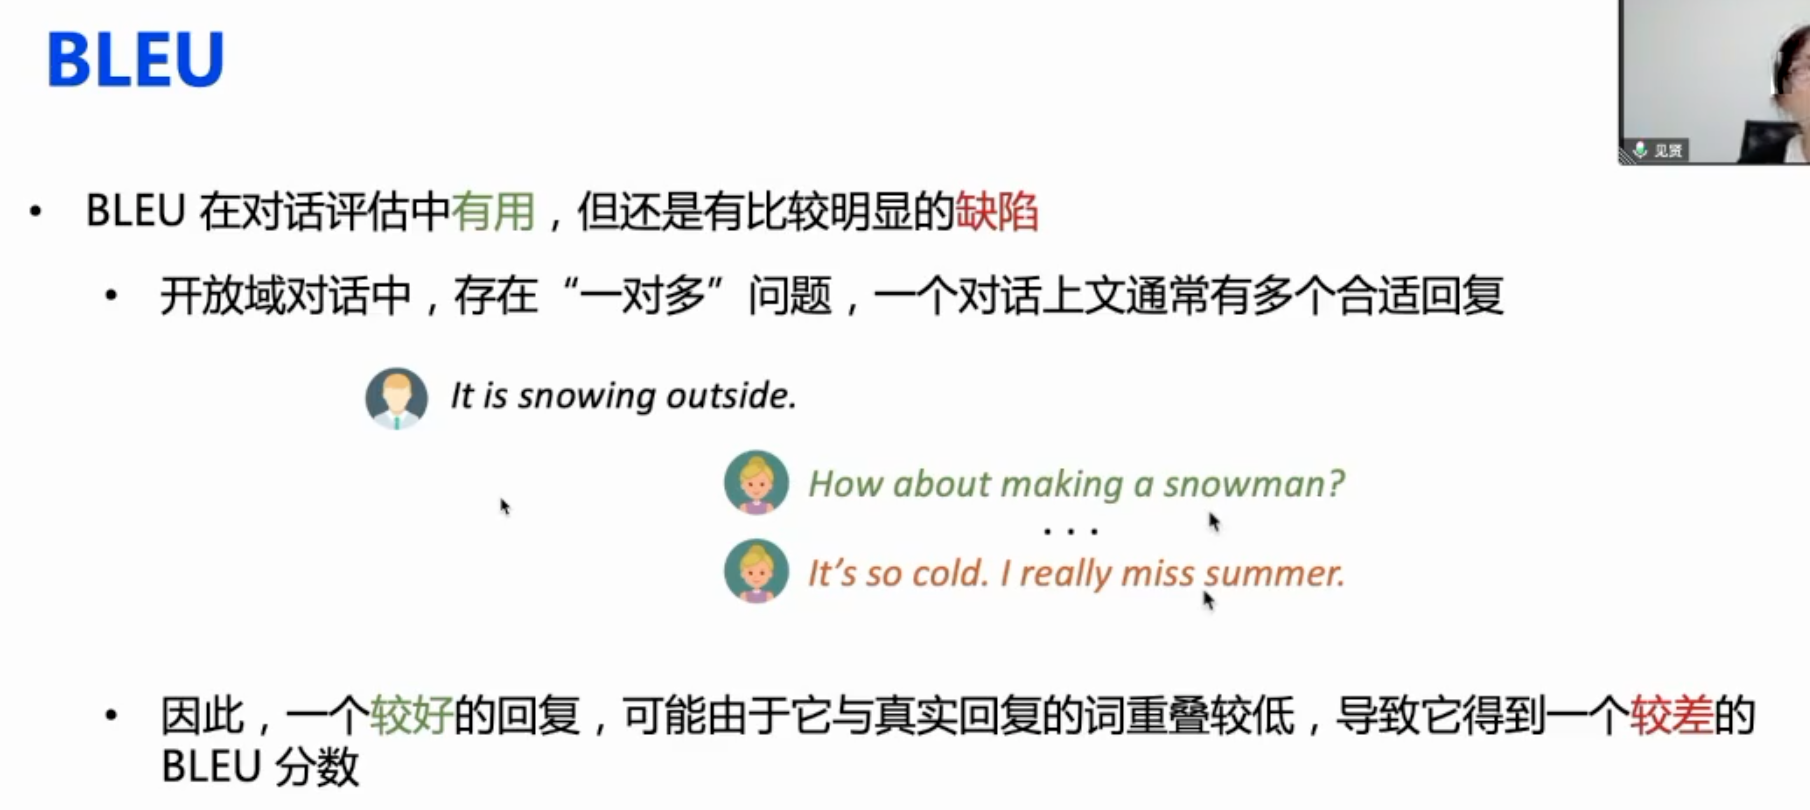 BLEU
见贤
• BLEU 在对话评估中有用，但还是有比较明显的缺陷
• 开放域对话中，存在“一对多”问题，一个对话上文通常有多个合适回复
It is snowing outside.
How about making a snowman?
...
It's so cold. I really miss summer.
• 因此，一个较好的回复，可能由于它与真实回复的词重叠较低，导致它得到一个较差的
BLEU 分数